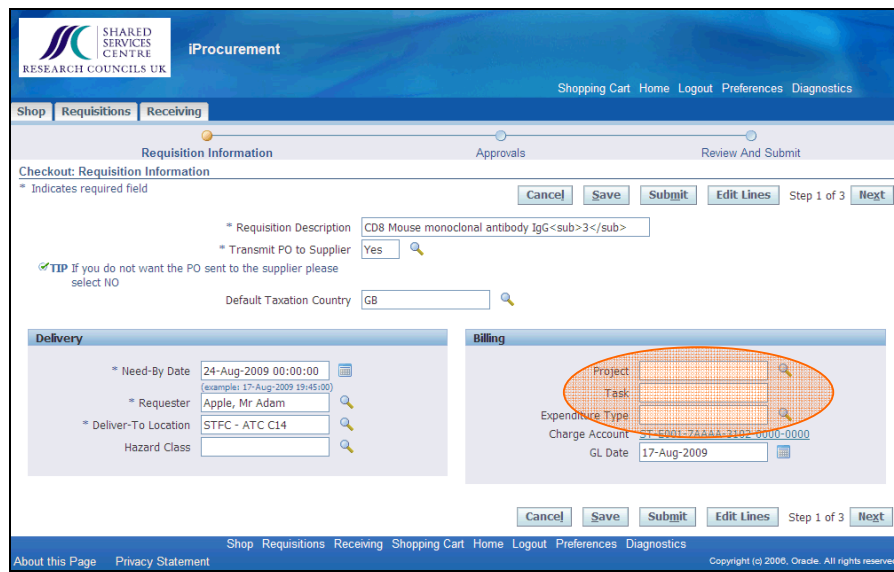 SHARED
SERVICES
CENTRE
RESEARCH COUNCILS UK
iProcurement
Shopping Cart Home Logout Preferences Diagnostics
Shop Requisitions Receiving
Requisition Information Approvals Review And Submit
Checkout: Requisition Information
* Indicates required field
Cancel Save Submit Edit Lines Step 1 of 3 Next
* Requisition Description CD8 Mouse monoclonal antibody IgG<sub>3</sub>
* Transmit PO to Supplier Yes
TIP If you do not want the PO sent to the supplier please
select NO
Default Taxation Country GB
Delivery
* Need-By Date 24-Aug-2009 00:00:00
(example: 17-Aug-2009 19:45:00)
* Requester Apple, Mr Adam
* Deliver-To Location STFC - ATC C14
Hazard Class
Billing
Project
Task
Expenditure Type
Charge Account ST-E001-7AAAA-3102-0000-0000
GL Date 17-Aug-2009
Cancel Save Submit Edit Lines Step 1 of 3 Next
Shop Requisitions Receiving Shopping Cart Home Logout Preferences Diagnostics
About this Page Privacy Statement Copyright (c) 2006, Oracle. All rights reserved